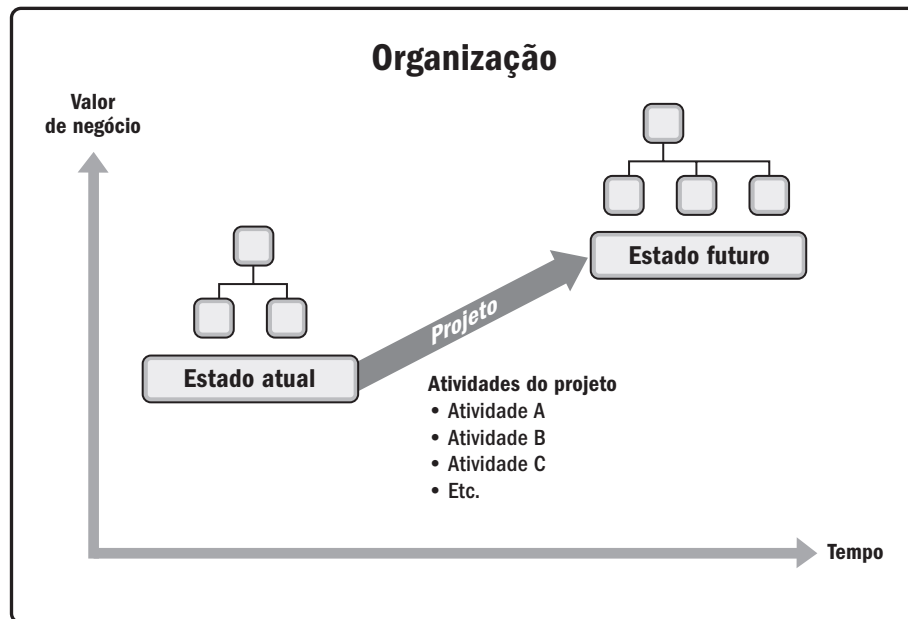 Organização
Valor
de negócio
Estado futuro
Projeto
Estado atual
Atividades do projeto
• Atividade A
• Atividade B
• Atividade C
• Etc.
Tempo